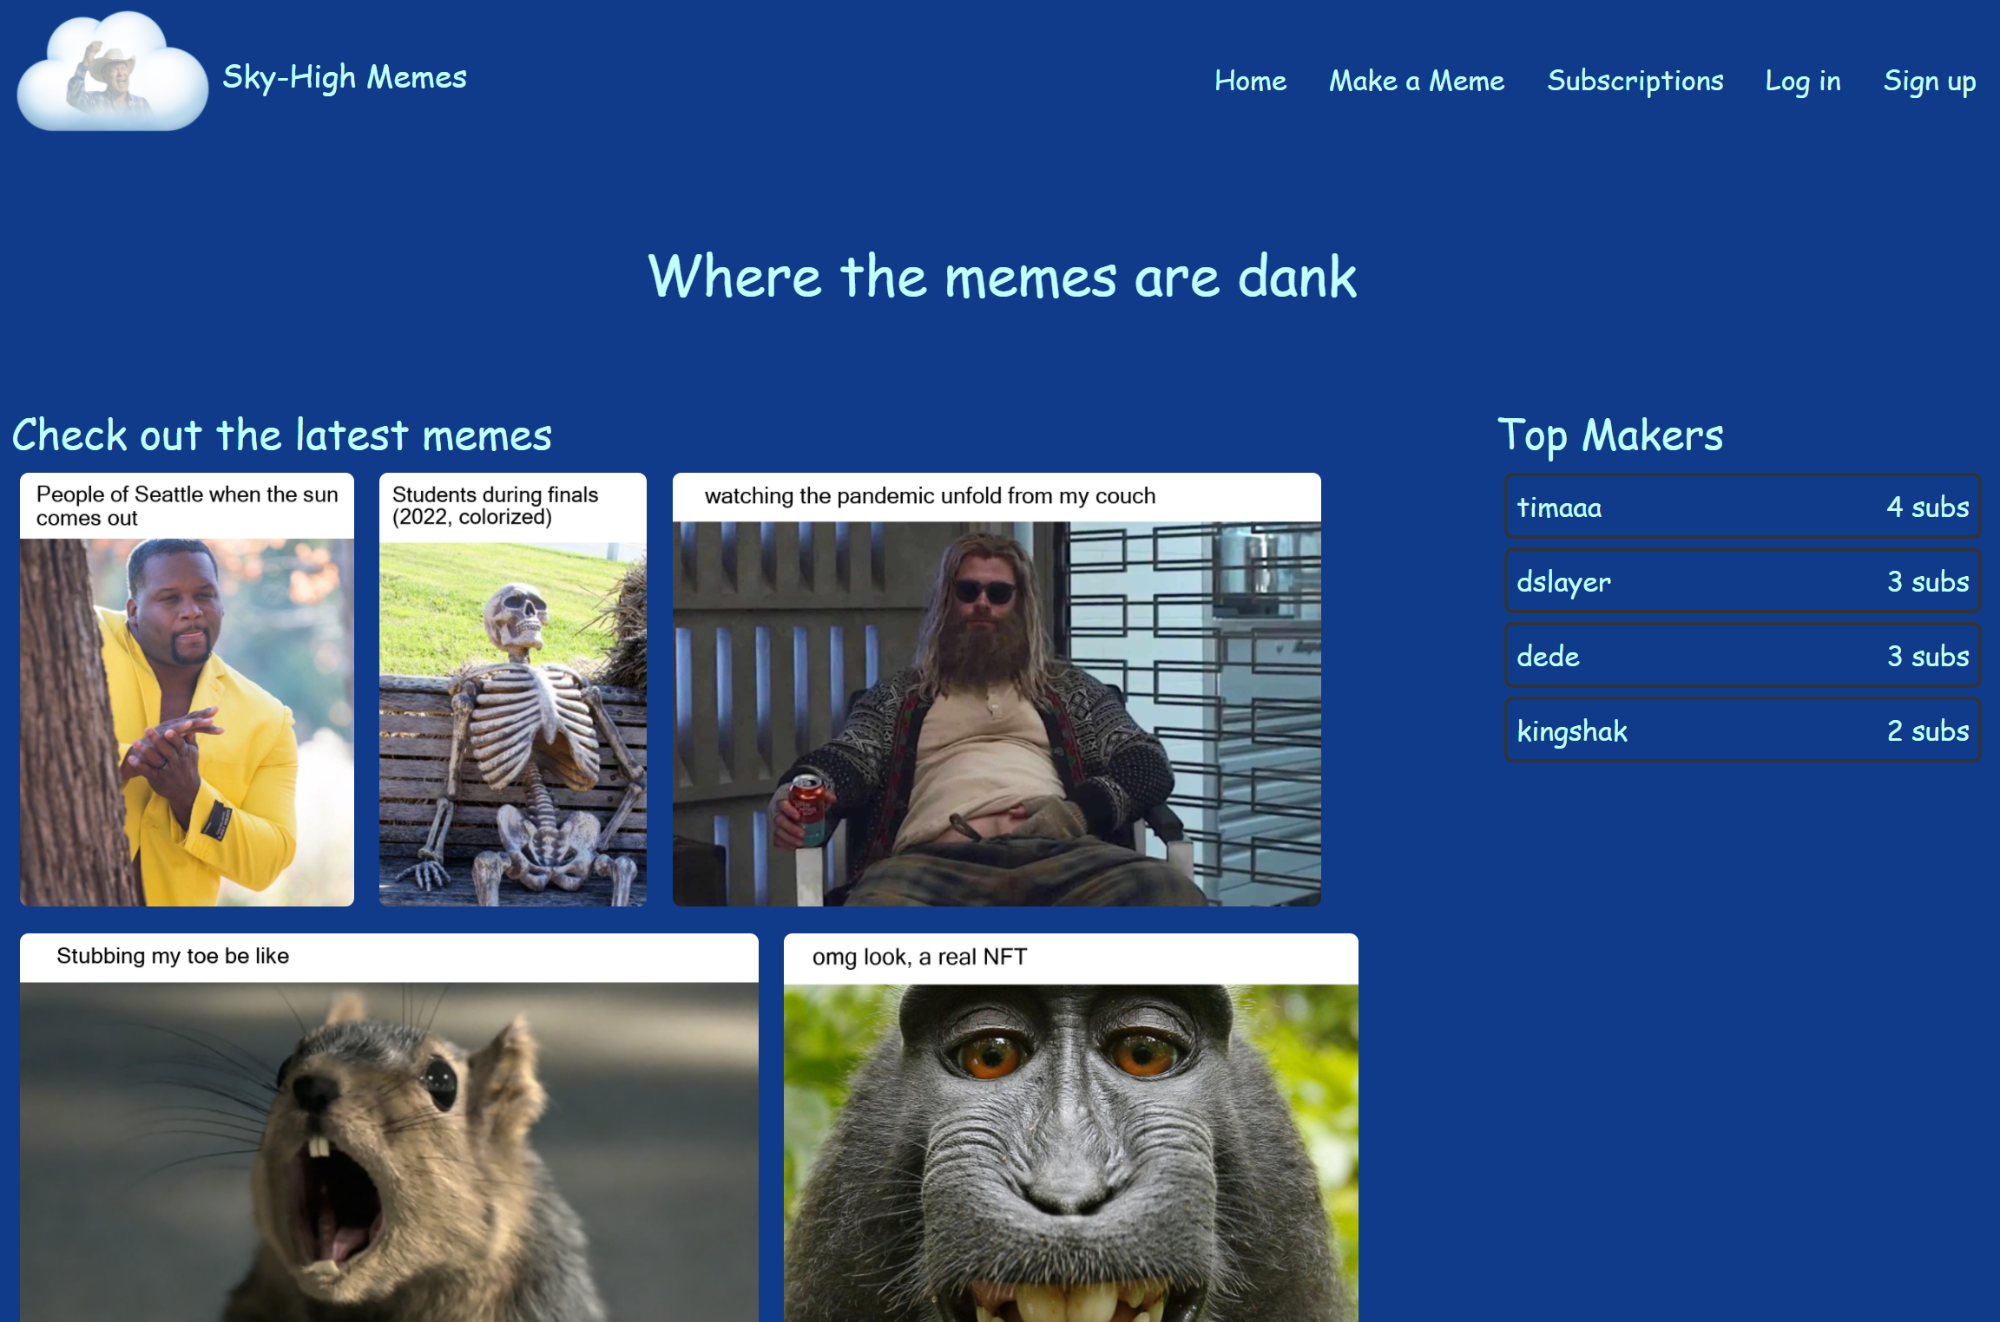 Sky-High Memes
Home
Make a Meme
Subscriptions
Log in
Sign up
Where the memes are dank
Check out the latest memes
People of Seattle when the sun
comes out
Students during finals
(2022, colorized)
watching the pandemic unfold from my couch
Stubbing my toe be like
omg look, a real NFT
Top Makers
timaaa 4 subs
dslayer 3 subs
dede 3 subs
kingshak 2 subs